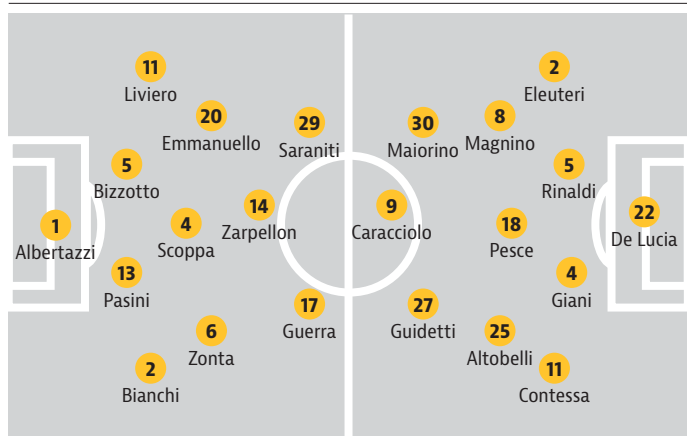 11
Liviero
20
Emmanuello
29
Saraniti
5
Bizzotto
1
Albertazzi
4
Scoppa
14
Zarpellon
13
Pasini
17
Guerra
6
Zonta
2
Bianchi
2
Eleuteri
30
Maiorino
8
Magnino
5
Rinaldi
9
Caracciolo
18
Pesce
22
De Lucia
4
Giani
27
Guidetti
25
Altobelli
11
Contessa